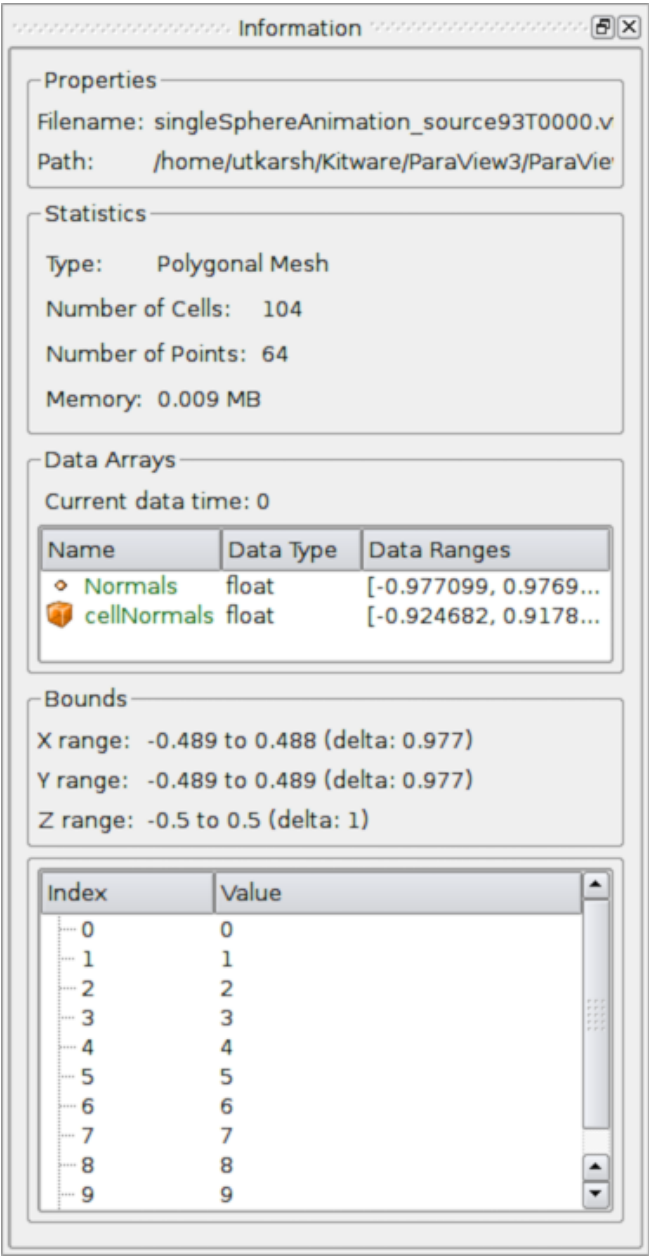 Information
Properties
Filename: singleSphereAnimation_source93T0000.v
Path: /home/utkarsh/Kitware/ParaView3/ParaVie
Statistics
Type: Polygonal Mesh
Number of Cells: 104
Number of Points: 64
Memory: 0.009 MB
Data Arrays
Current data time: 0
Name Data Type Data Ranges
Normals float [-0.977099, 0.9769...
cellNormals float [-0.924682, 0.9178...
Bounds
X range: -0.489 to 0.488 (delta: 0.977)
Y range: -0.489 to 0.489 (delta: 0.977)
Z range: -0.5 to 0.5 (delta: 1)
Index Value
0 0
1 1
2 2
3 3
4 4
5 5
6 6
7 7
8 8
9 9